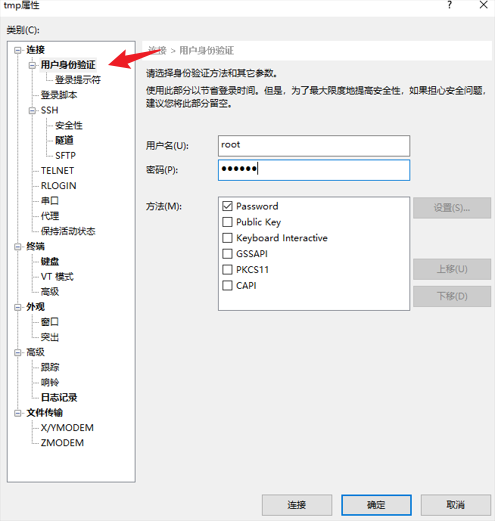 tmp属性
?
类别(C):
连接
用户身份验证
登录提示符
登录脚本
SSH
安全性
隧道
SFTP
TELNET
RLOGIN
串口
代理
保持活动状态
终端
键盘
VT 模式
高级
外观
窗口
突出
高级
跟踪
响铃
日志记录
文件传输
X/YMODEM
ZMODEM
连接 > 用户身份验证
请选择身份验证方法和其它参数。
使用此部分以节省登录时间。但是，为了最大限度地提高安全性，如果担心安全问题，
建议您将此部分留空。
用户名(U):
root
密码(P):
●●●●●●
方法(M):
Password
Public Key
Keyboard Interactive
GSSAPI
PKCS11
CAPI
设置(S)...
上移(U)
下移(D)
连接
确定
取消